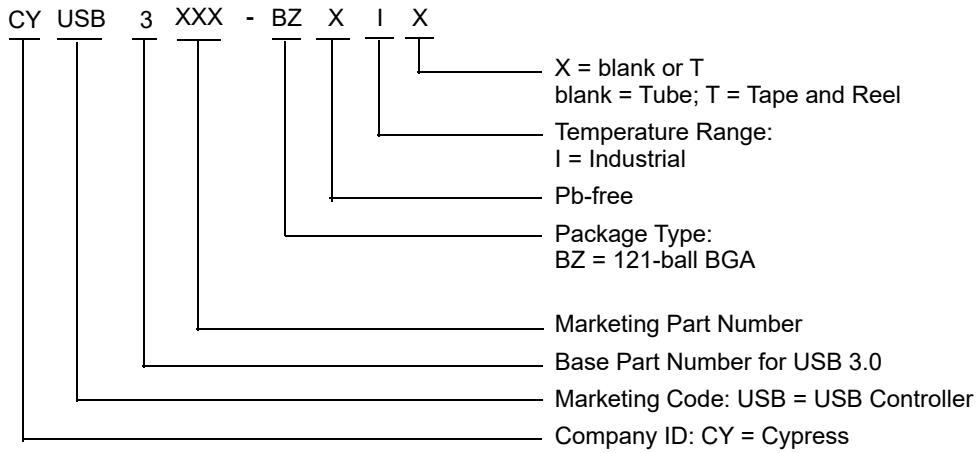 CY USB 3 XXX - BZ X I X
X = blank or T
blank = Tube; T = Tape and Reel
Temperature Range:
I = Industrial
Pb-free
Package Type:
BZ = 121-ball BGA
Marketing Part Number
Base Part Number for USB 3.0
Marketing Code: USB = USB Controller
Company ID: CY = Cypress